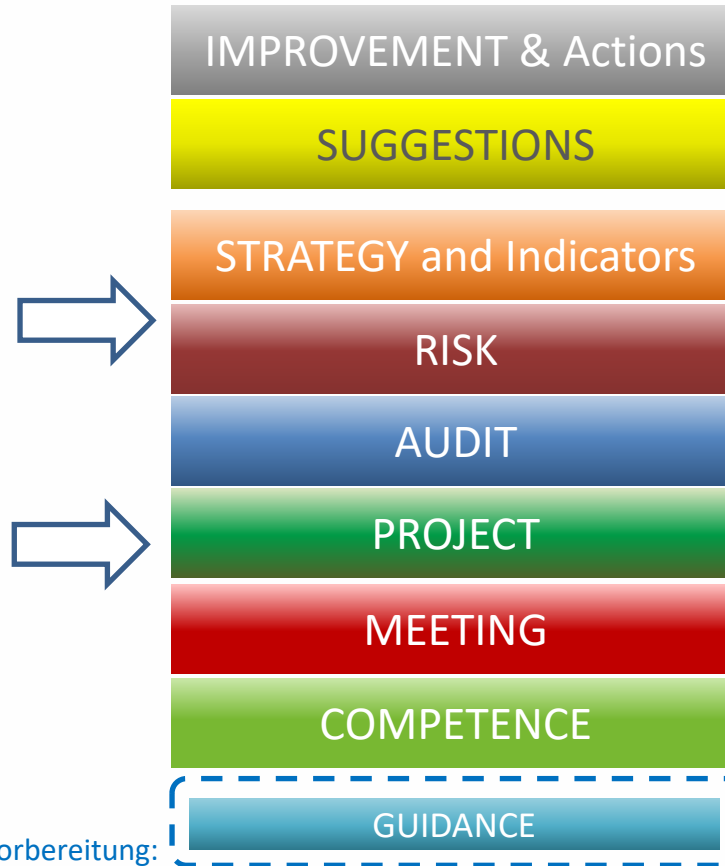 IMPROVEMENT & Actions
SUGGESTIONS
STRATEGY and Indicators
RISK
AUDIT
PROJECT
MEETING
COMPETENCE
GUIDANCE
orbereitung: